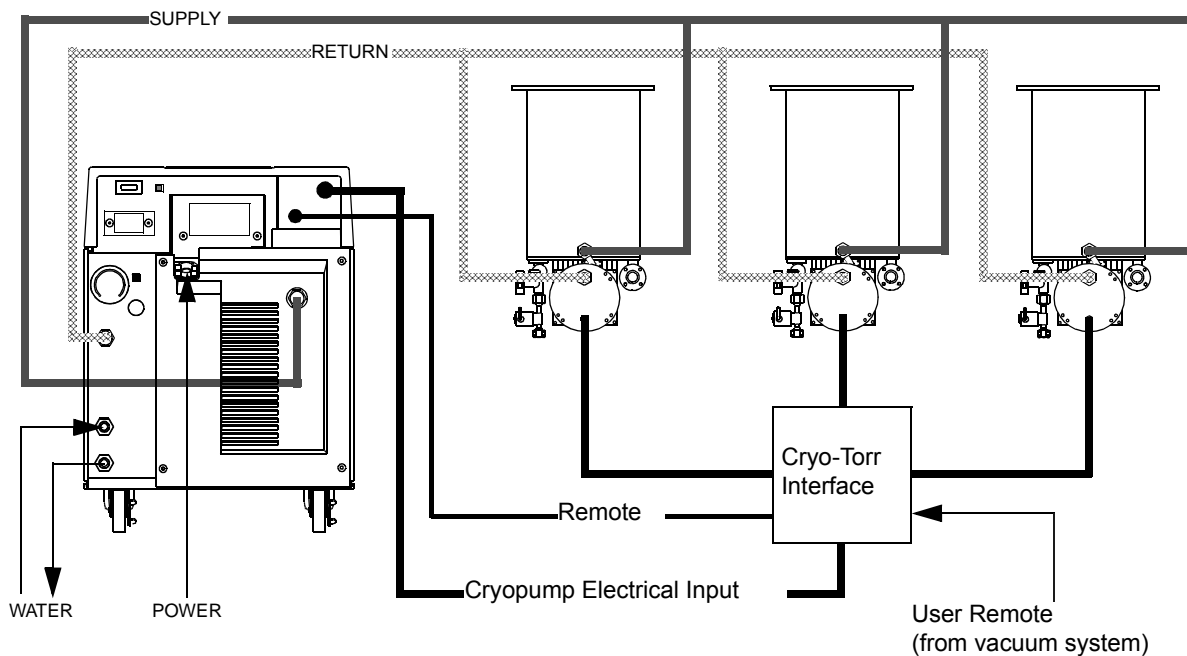 SUPPLY
RETURN
Cryo-Torr
Interface
Remote
Cryopump Electrical Input
WATER
POWER
User Remote
(from vacuum system)